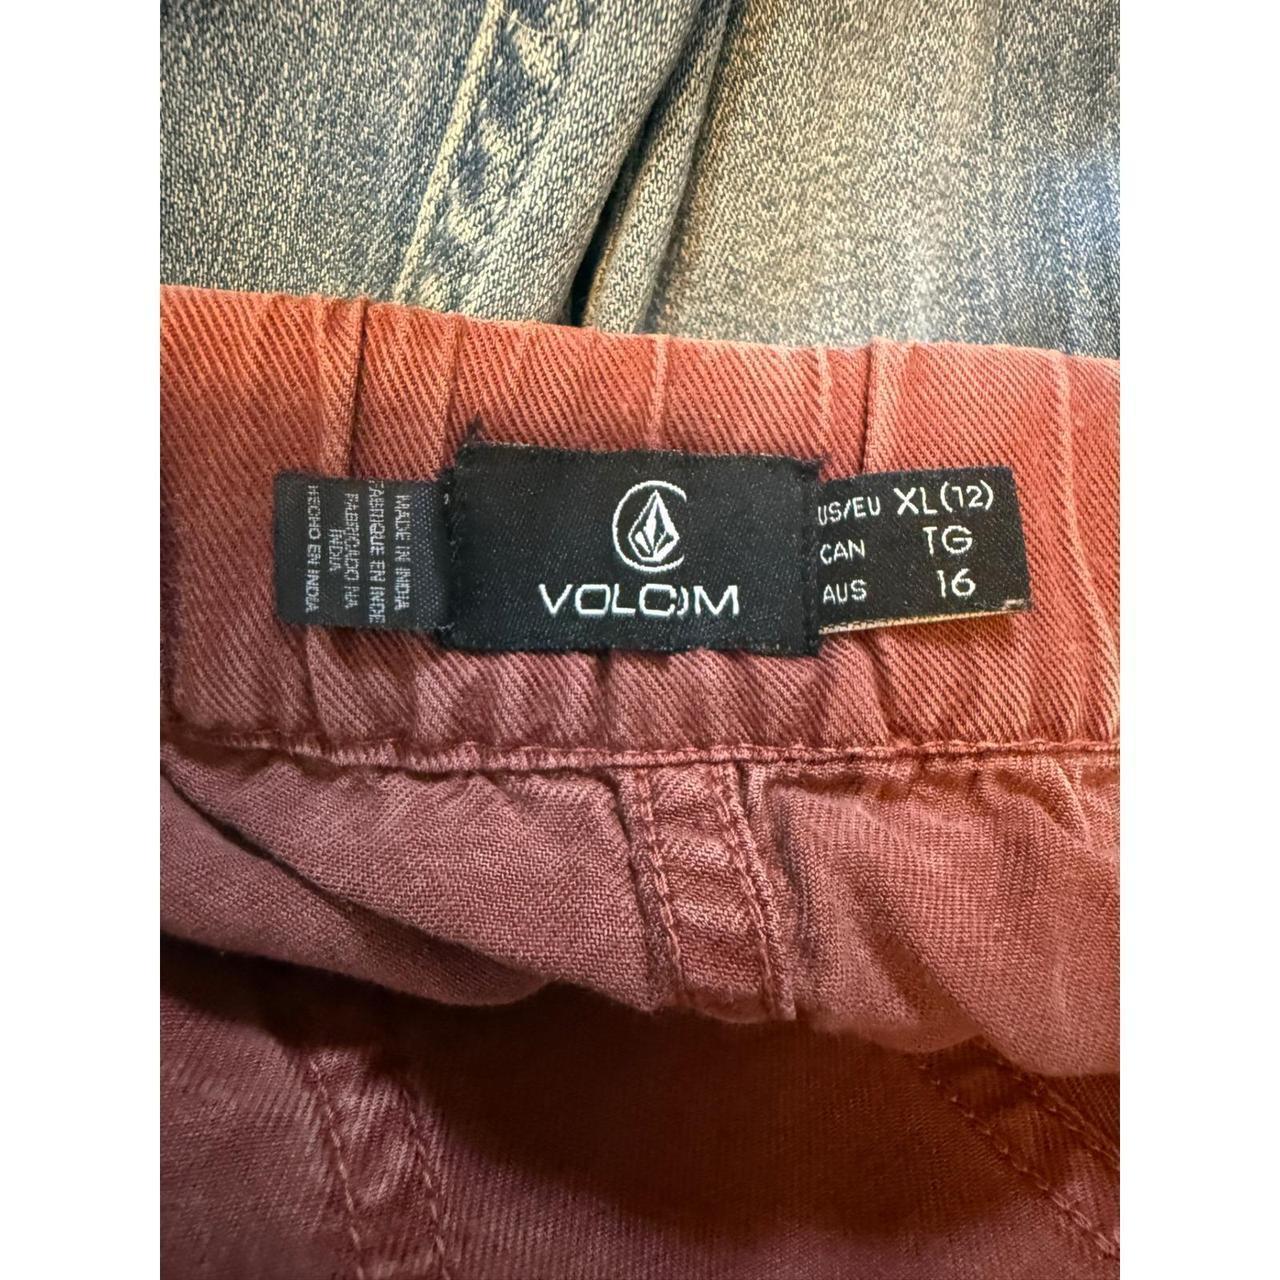 MADE IN INDIA
FABRIQUE EN INDE
FABRICADO NA
INDIA
HECHO EN INDIA
VOLCOM
US/EU XL(12)
CAN TG
AUS 16